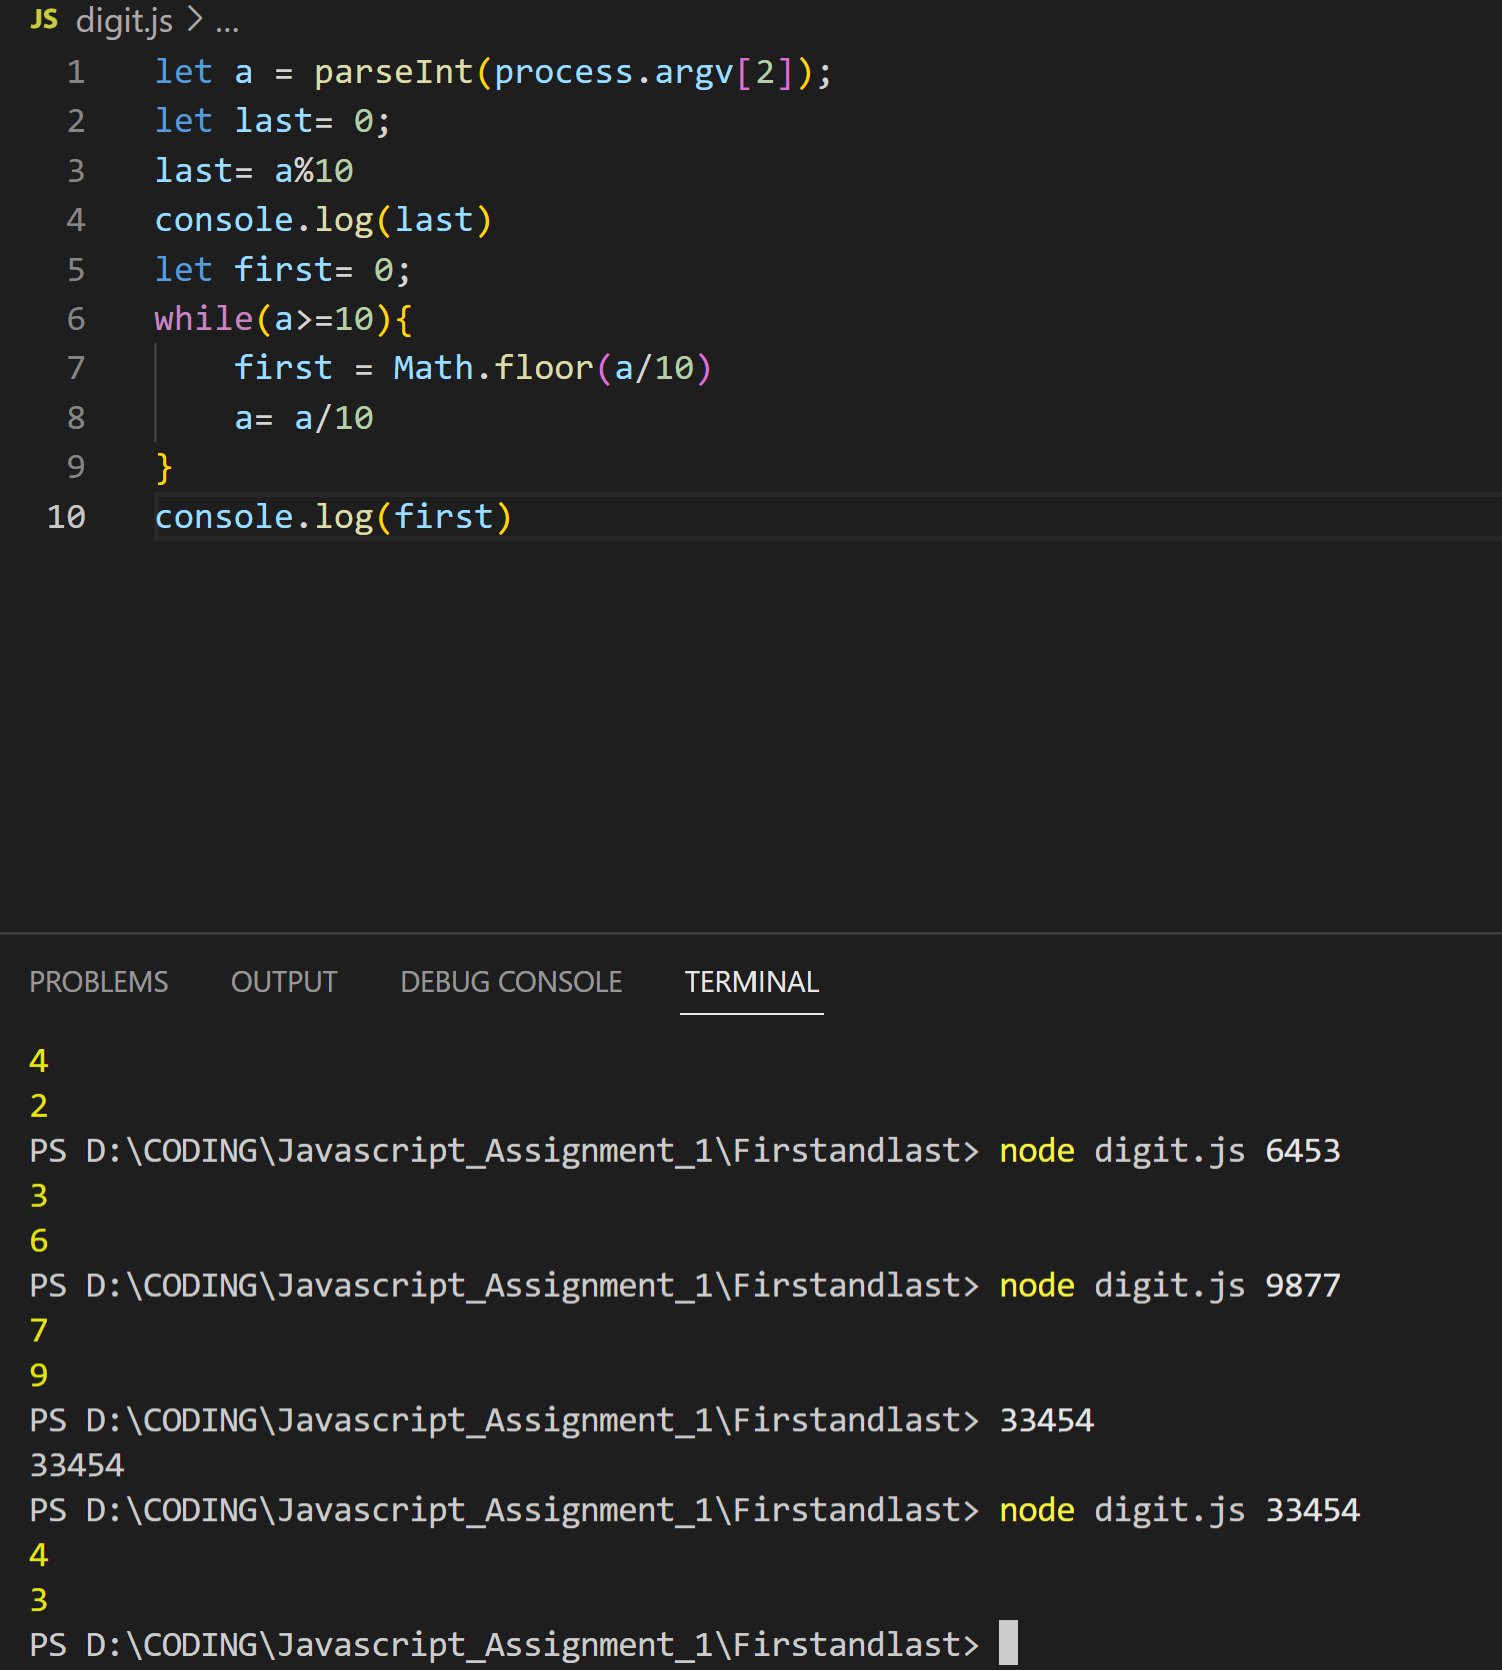 JS digit.js > ...
1 let a = parseInt(process.argv[2]);
2 let last= 0;
3 last= a%10
4 console.log(last)
5 let first= 0;
6 while(a>=10){
7 first = Math.floor(a/10)
8 a= a/10
9 }
10 console.log(first)
PROBLEMS OUTPUT DEBUG CONSOLE TERMINAL
4
2
PS D:\CODING\Javascript_Assignment_1\Firstandlast> node digit.js 6453
3
6
PS D:\CODING\Javascript_Assignment_1\Firstandlast> node digit.js 9877
7
9
PS D:\CODING\Javascript_Assignment_1\Firstandlast> 33454
33454
PS D:\CODING\Javascript_Assignment_1\Firstandlast> node digit.js 33454
4
3
PS D:\CODING\Javascript_Assignment_1\Firstandlast>